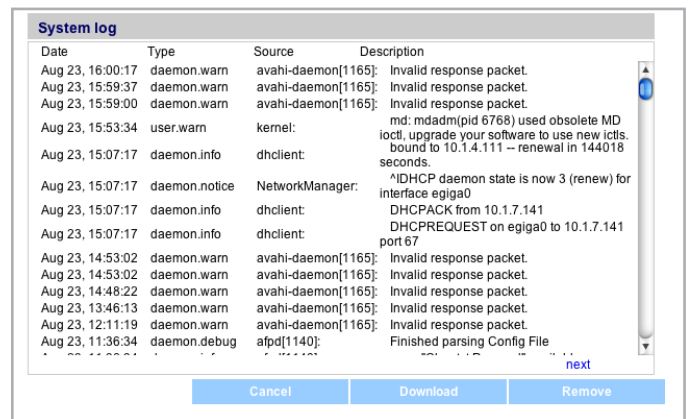 System log
Date Type Source Description
Aug 23, 16:00:17 daemon.warn avahi-daemon[1165]: Invalid response packet.
Aug 23, 15:59:37 daemon.warn avahi-daemon[1165]: Invalid response packet.
Aug 23, 15:59:00 daemon.warn avahi-daemon[1165]: Invalid response packet.
Aug 23, 15:53:34 user.warn kernel: md: mdadm(pid 6768) used obsolete MD
ioctl, upgrade your software to use new ictls.
Aug 23, 15:07:17 daemon.info dhclient: bound to 10.1.4.111 -- renewal in 144018
seconds.
Aug 23, 15:07:17 daemon.notice NetworkManager: ^IDHCP daemon state is now 3 (renew) for
interface egiga0
Aug 23, 15:07:17 daemon.info dhclient: DHCPACK from 10.1.7.141
Aug 23, 15:07:17 daemon.info dhclient: DHCPREQUEST on egiga0 to 10.1.7.141
port 67
Aug 23, 14:53:02 daemon.warn avahi-daemon[1165]: Invalid response packet.
Aug 23, 14:53:02 daemon.warn avahi-daemon[1165]: Invalid response packet.
Aug 23, 14:48:22 daemon.warn avahi-daemon[1165]: Invalid response packet.
Aug 23, 13:46:13 daemon.warn avahi-daemon[1165]: Invalid response packet.
Aug 23, 12:11:19 daemon.warn avahi-daemon[1165]: Invalid response packet.
Aug 23, 11:36:34 daemon.debug afpd[1140]: Finished parsing Config File
next
Cancel Download Remove